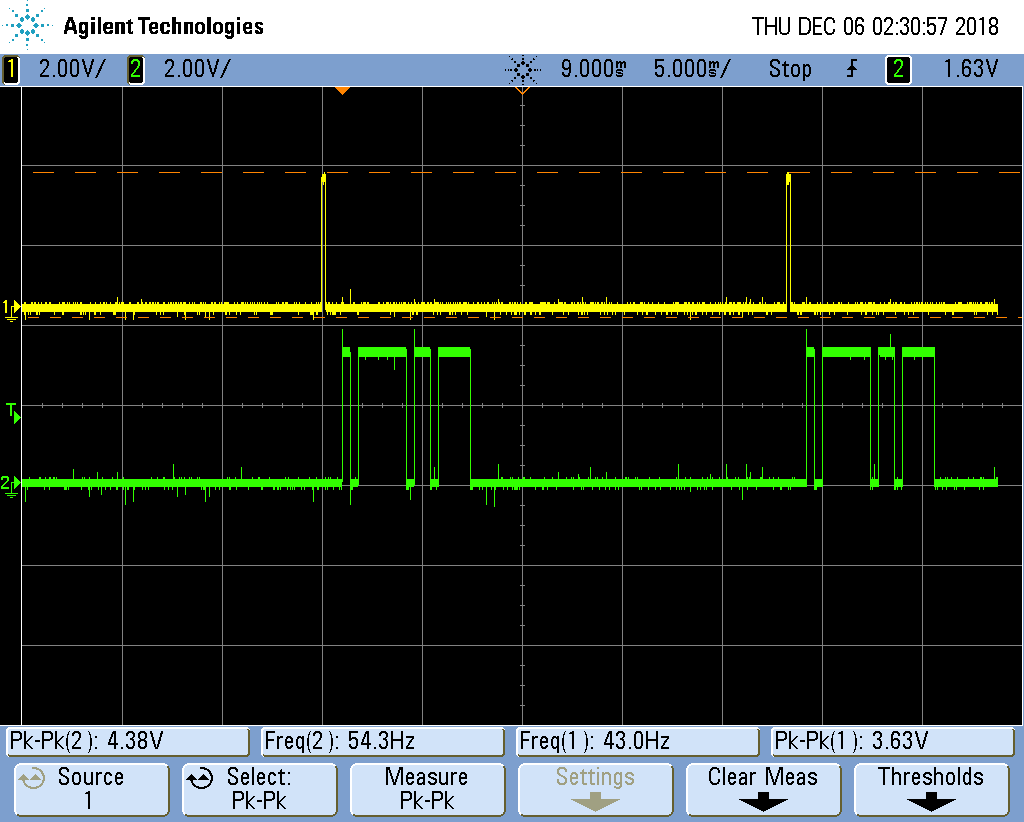 Agilent Technologies THU DEC 06 02:30:57 2018
1 2.00V/ 2 2.00V/ 9.000ms 5.000ms/ Stop 2 1.63V
1
T
2
Pk-Pk(2): 4.38V Freq(2): 54.3Hz Freq(1): 43.0Hz Pk-Pk(1): 3.63V
Source Select: Measure Settings Clear Meas Thresholds
1 Pk-Pk Pk-Pk